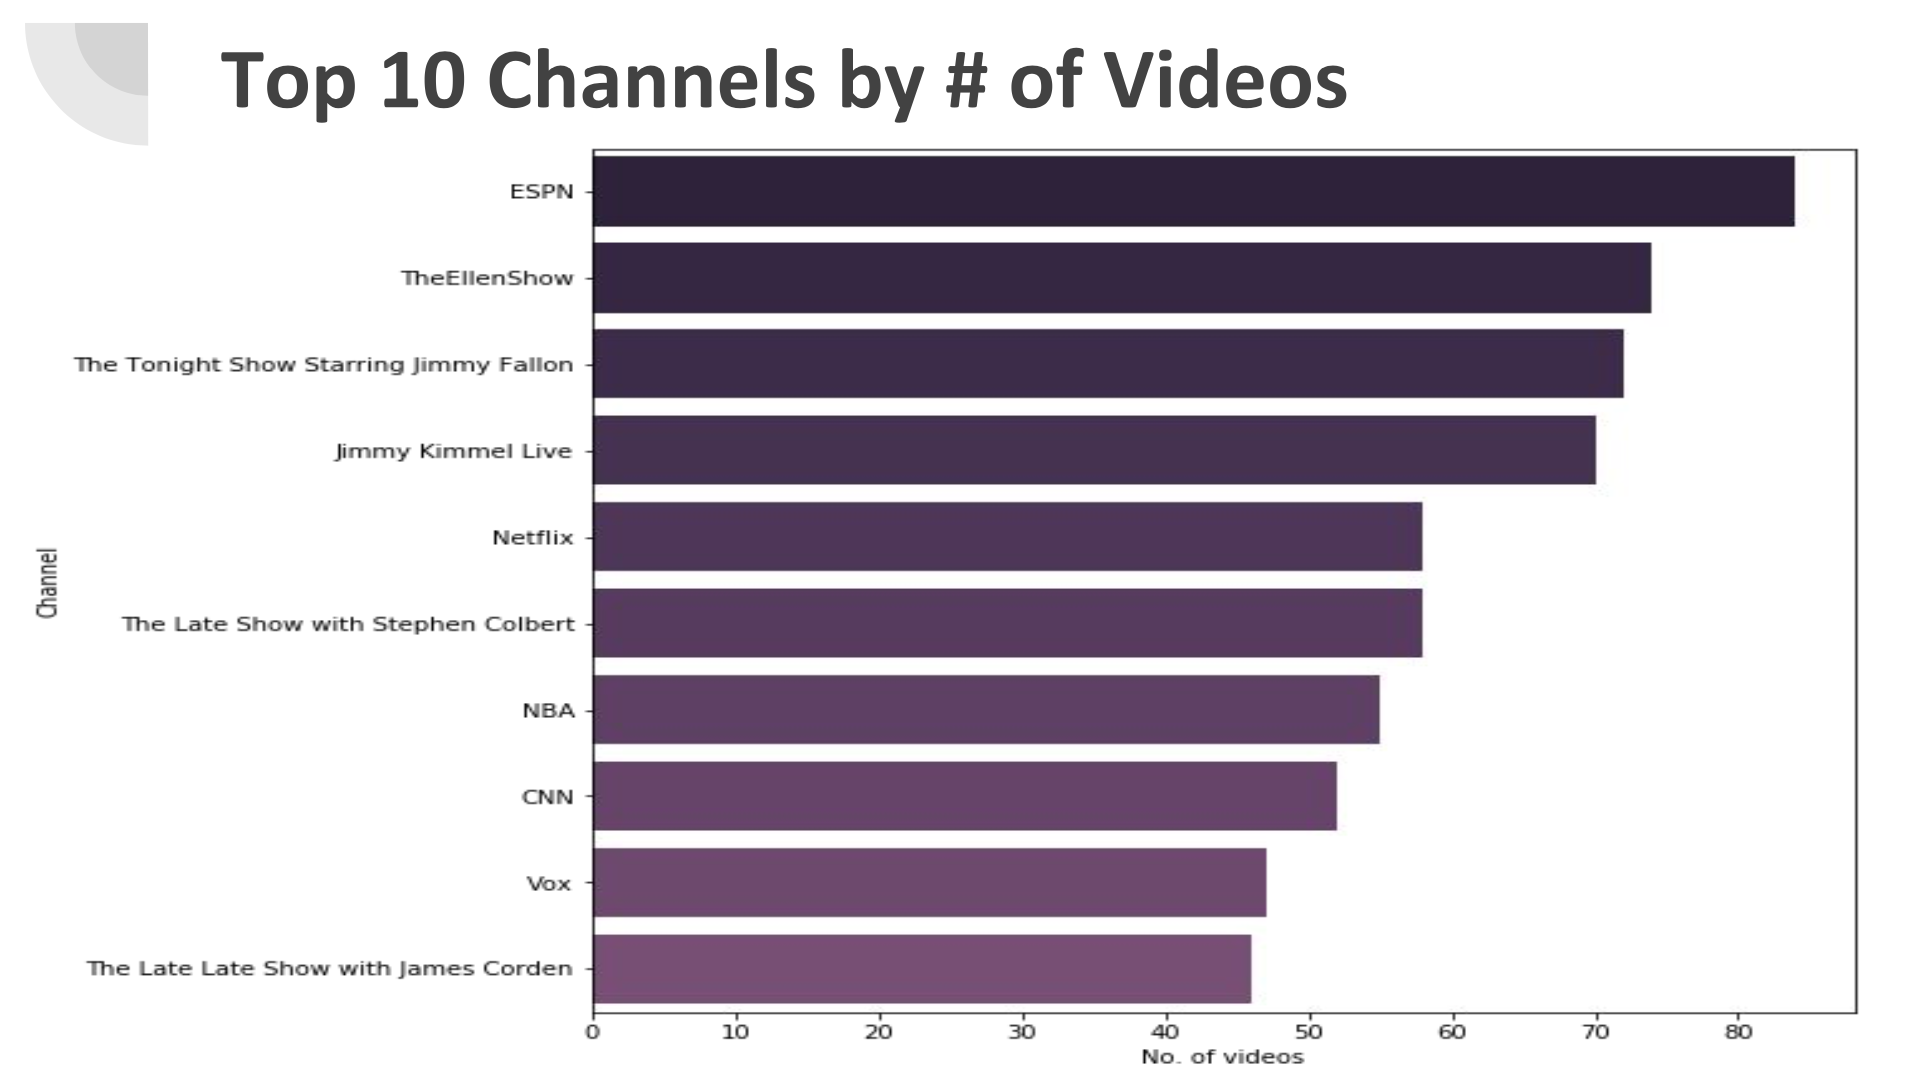 Top 10 Channels by # of Videos
ESPN
TheEllenShow
The Tonight Show Starring Jimmy Fallon
Jimmy Kimmel Live
Netflix
The Late Show with Stephen Colbert
NBA
CNN
Vox
The Late Late Show with James Corden
Channel
0 10 20 30 40 50 60 70 80
No. of videos